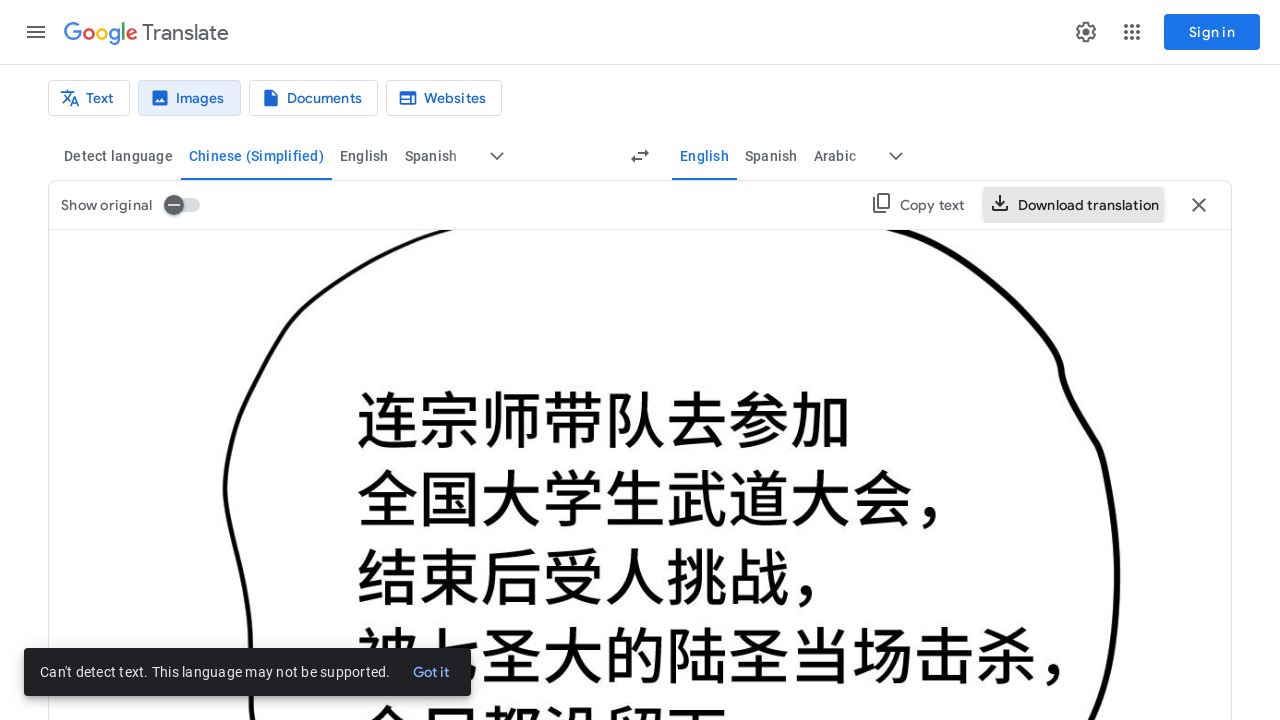 Google Translate
Sign in
Text
Images
Documents
Websites
Detect language
Chinese (Simplified)
English
Spanish
English
Spanish
Arabic
Show original
Copy text
Download translation
连宗师带队去参加
全国大学生武道大会，
结束后受人挑战，
被七圣大的陆圣当场击杀，
Can't detect text. This language may not be supported.
Got it